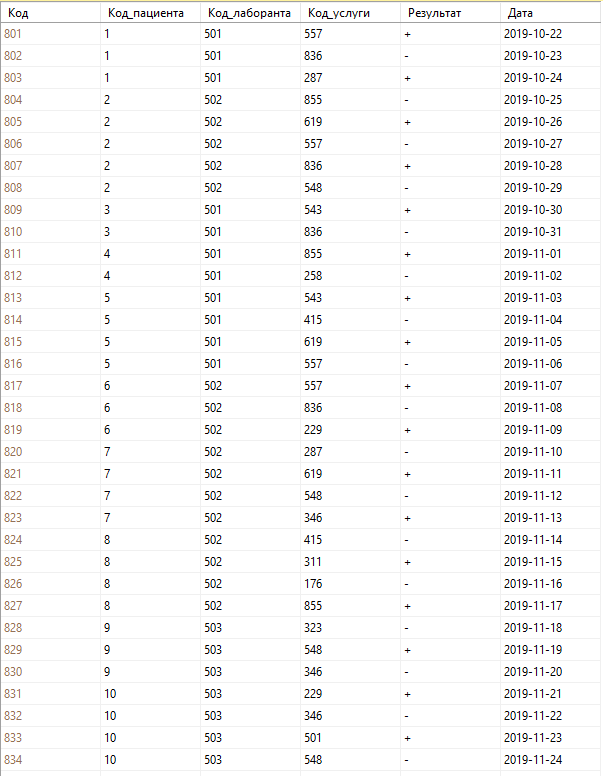 Код Код_пациента Код_лаборанта Код_услуги Результат Дата
801 1 501 557 + 2019-10-22
802 1 501 836 - 2019-10-23
803 1 501 287 + 2019-10-24
804 2 502 855 - 2019-10-25
805 2 502 619 + 2019-10-26
806 2 502 557 - 2019-10-27
807 2 502 836 + 2019-10-28
808 2 502 548 - 2019-10-29
809 3 501 543 + 2019-10-30
810 3 501 836 - 2019-10-31
811 4 501 855 + 2019-11-01
812 4 501 258 - 2019-11-02
813 5 501 543 + 2019-11-03
814 5 501 415 - 2019-11-04
815 5 501 619 + 2019-11-05
816 5 501 557 - 2019-11-06
817 6 502 557 + 2019-11-07
818 6 502 836 - 2019-11-08
819 6 502 229 + 2019-11-09
820 7 502 287 - 2019-11-10
821 7 502 619 + 2019-11-11
822 7 502 548 - 2019-11-12
823 7 502 346 + 2019-11-13
824 8 502 415 - 2019-11-14
825 8 502 311 + 2019-11-15
826 8 502 176 - 2019-11-16
827 8 502 855 + 2019-11-17
828 9 503 323 - 2019-11-18
829 9 503 548 + 2019-11-19
830 9 503 346 - 2019-11-20
831 10 503 229 + 2019-11-21
832 10 503 346 - 2019-11-22
833 10 503 501 + 2019-11-23
834 10 503 548 - 2019-11-24